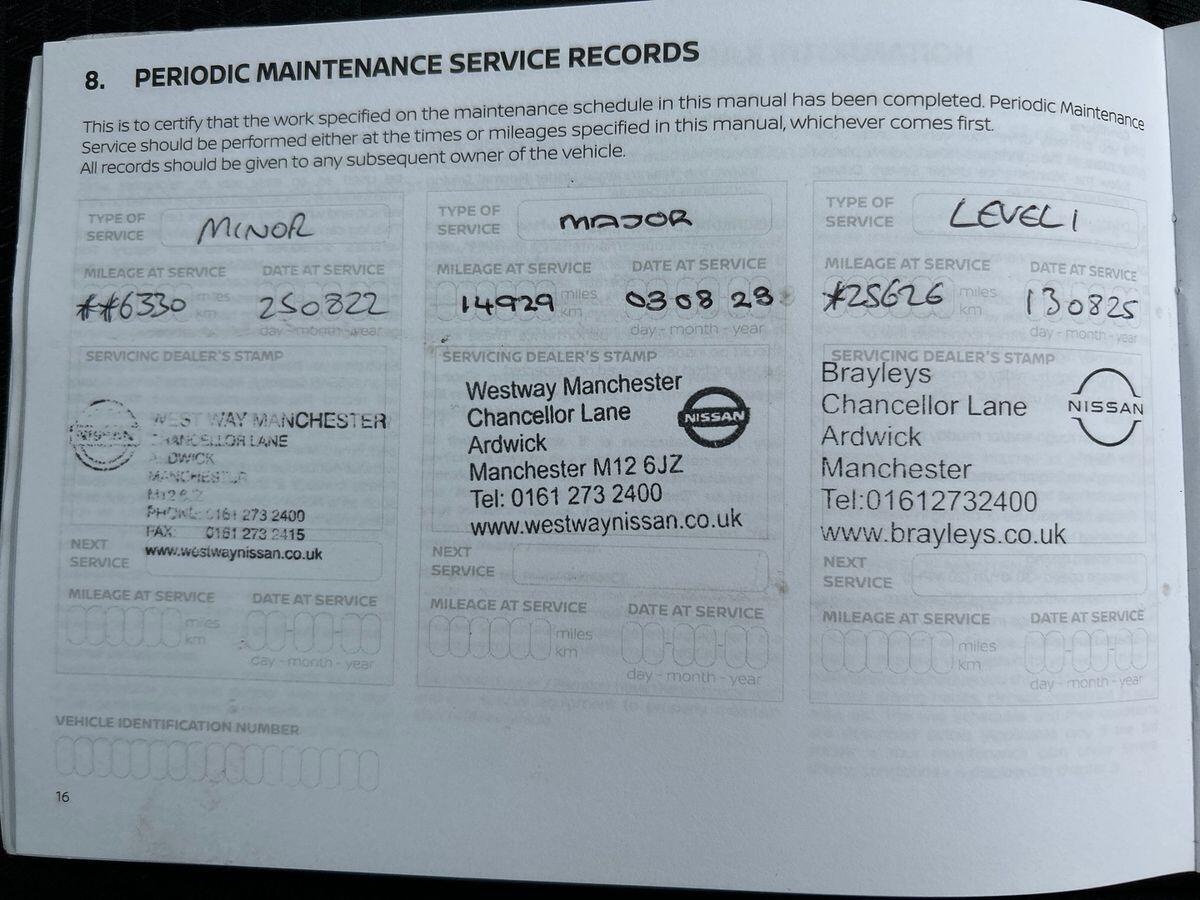 8. PERIODIC MAINTENANCE SERVICE RECORDS
This is to certify that the work specified on the maintenance schedule in this manual has been completed. Periodic Maintenance
Service should be performed either at the times or mileages specified in this manual, whichever comes first.
All records should be given to any subsequent owner of the vehicle.
TYPE OF
SERVICE
MINOR
MILEAGE AT SERVICE DATE AT SERVICE
##6330 miles 250822
km
day - month - year
SERVICING DEALER'S STAMP
NISSAN
WEST WAY MANCHESTER
CHANCELLOR LANE
ARDWICK
MANCHESTER
M12 6JZ
PHONE: 0161 273 2400
FAX: 0161 273 2415
www.westwaynissan.co.uk
NEXT
SERVICE
MILEAGE AT SERVICE DATE AT SERVICE
miles
km
day - month - year
TYPE OF
SERVICE
MAJOR
MILEAGE AT SERVICE DATE AT SERVICE
14929 miles 03 08 23
km
day - month - year
SERVICING DEALER'S STAMP
Westway Manchester
Chancellor Lane
NISSAN
Ardwick
Manchester M12 6JZ
Tel: 0161 273 2400
www.westwaynissan.co.uk
NEXT
SERVICE
MILEAGE AT SERVICE DATE AT SERVICE
miles
km
day - month - year
TYPE OF
SERVICE
LEVEL 1
MILEAGE AT SERVICE DATE AT SERVICE
#25626 miles 130825
km
day - month - year
SERVICING DEALER'S STAMP
Brayleys
Chancellor Lane
NISSAN
Ardwick
Manchester
Tel:01612732400
www.brayleys.co.uk
NEXT
SERVICE
MILEAGE AT SERVICE DATE AT SERVICE
miles
km
day - month - year
VEHICLE IDENTIFICATION NUMBER
16